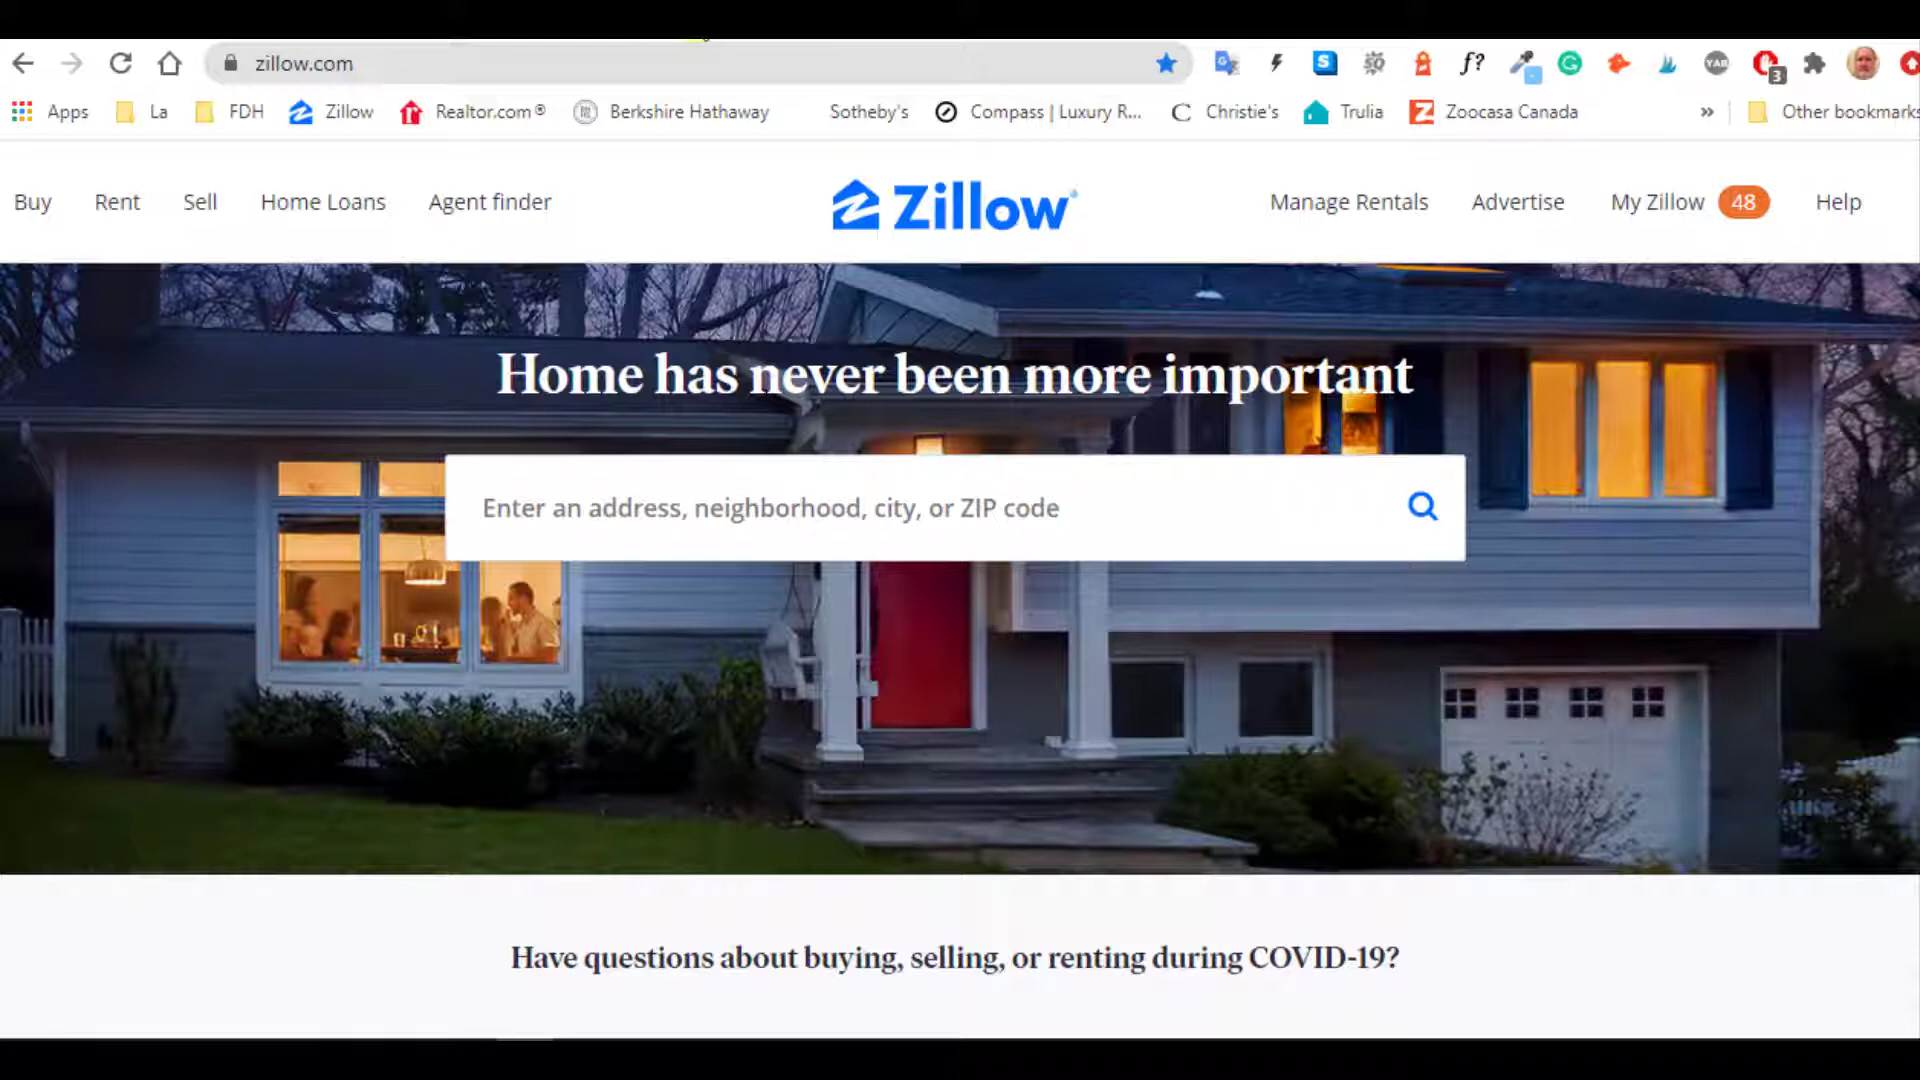 zillow.com
S
SQ
f?
YAB
3
Apps La FDH Zillow Realtor.com® Berkshire Hathaway Sotheby's Compass | Luxury R... Christie's Trulia Zoocasa Canada » Other bookmarks
Buy Rent Sell Home Loans Agent finder Zillow® Manage Rentals Advertise My Zillow 48 Help
Home has never been more important
Enter an address, neighborhood, city, or ZIP code
Have questions about buying, selling, or renting during COVID-19?